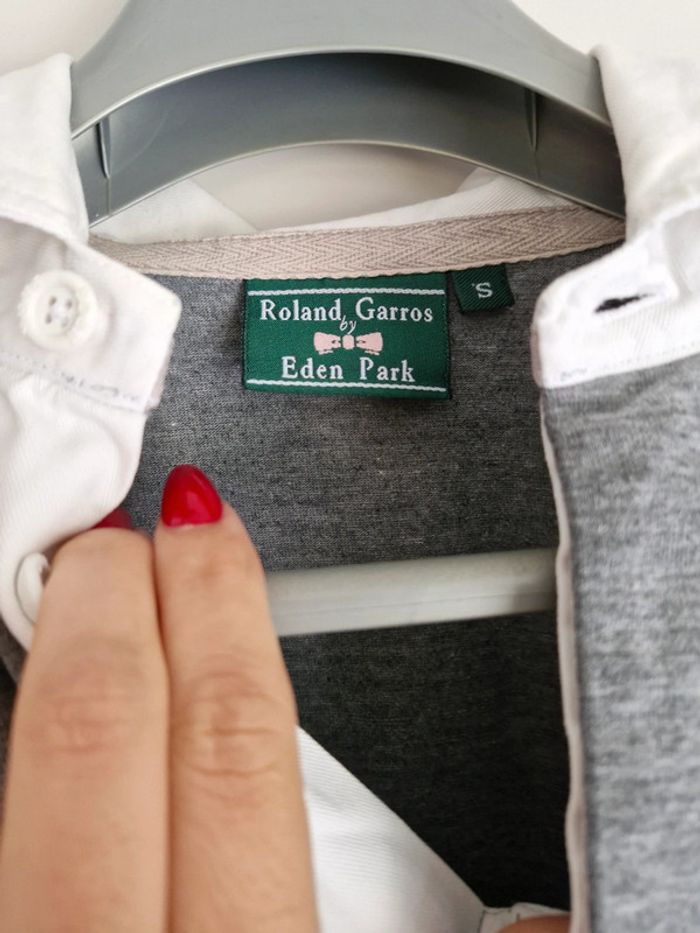 Roland Garros
by
Eden Park
S